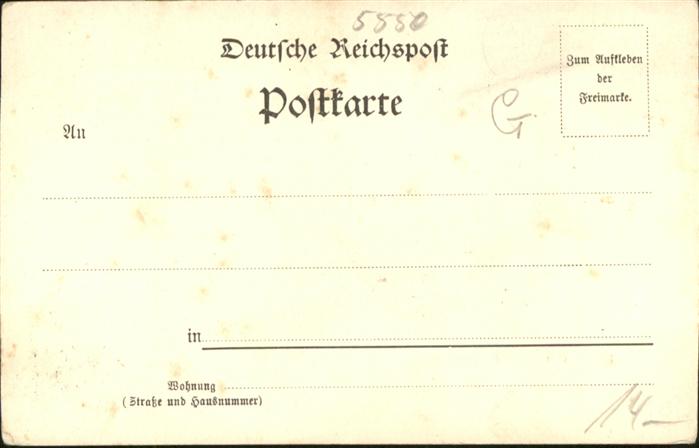 5550
Deutsche Reichspost
Postkarte
Zum Aufkleben
der
Freimarke.
G
An
in
Wohnung
(Straße und Hausnummer)
14.-